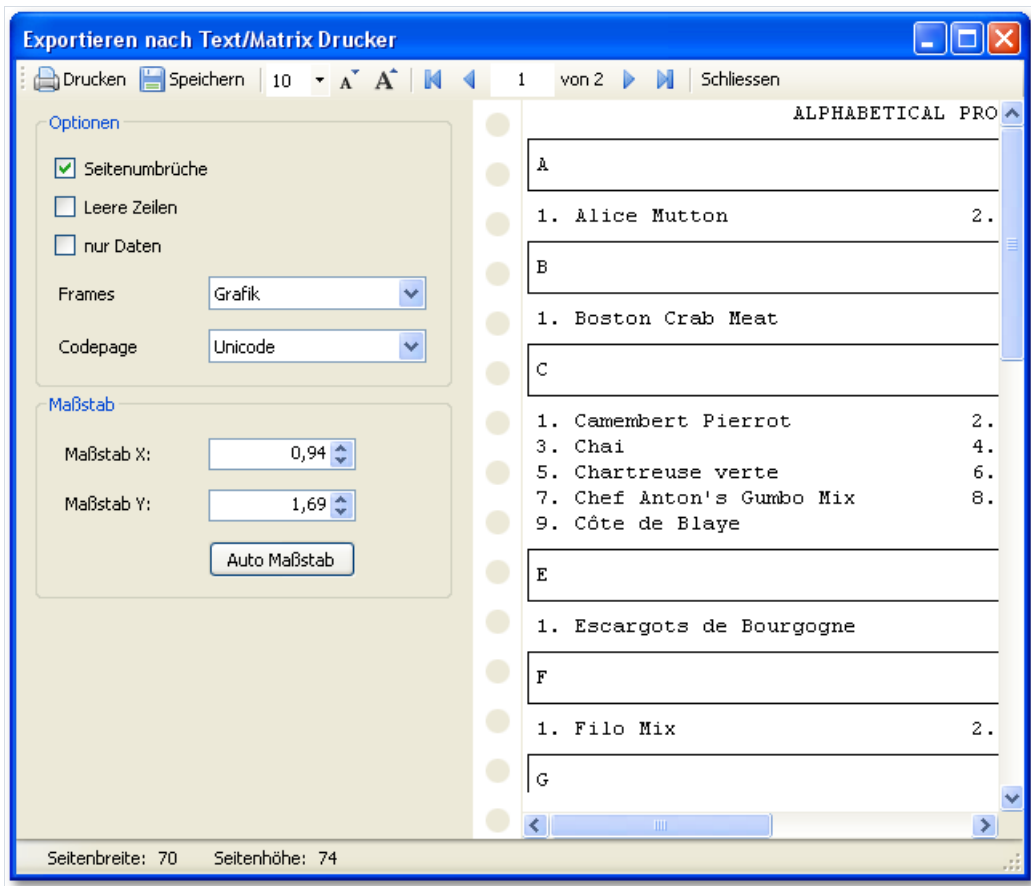 Exportieren nach Text/Matrix Drucker
Drucken Speichern 10 A A 1 von 2 Schliessen
Optionen
Seitenumbrüche
Leere Zeilen
nur Daten
Frames Grafik
Codepage Unicode
Maßstab
Maßstab X: 0,94
Maßstab Y: 1,69
Auto Maßstab
ALPHABETICAL PRO
A
1. Alice Mutton 2.
B
1. Boston Crab Meat
C
1. Camembert Pierrot 2.
3. Chai 4.
5. Chartreuse verte 6.
7. Chef Anton's Gumbo Mix 8.
9. Côte de Blaye
E
1. Escargots de Bourgogne
F
1. Filo Mix 2.
G
Seitenbreite: 70 Seitenhöhe: 74